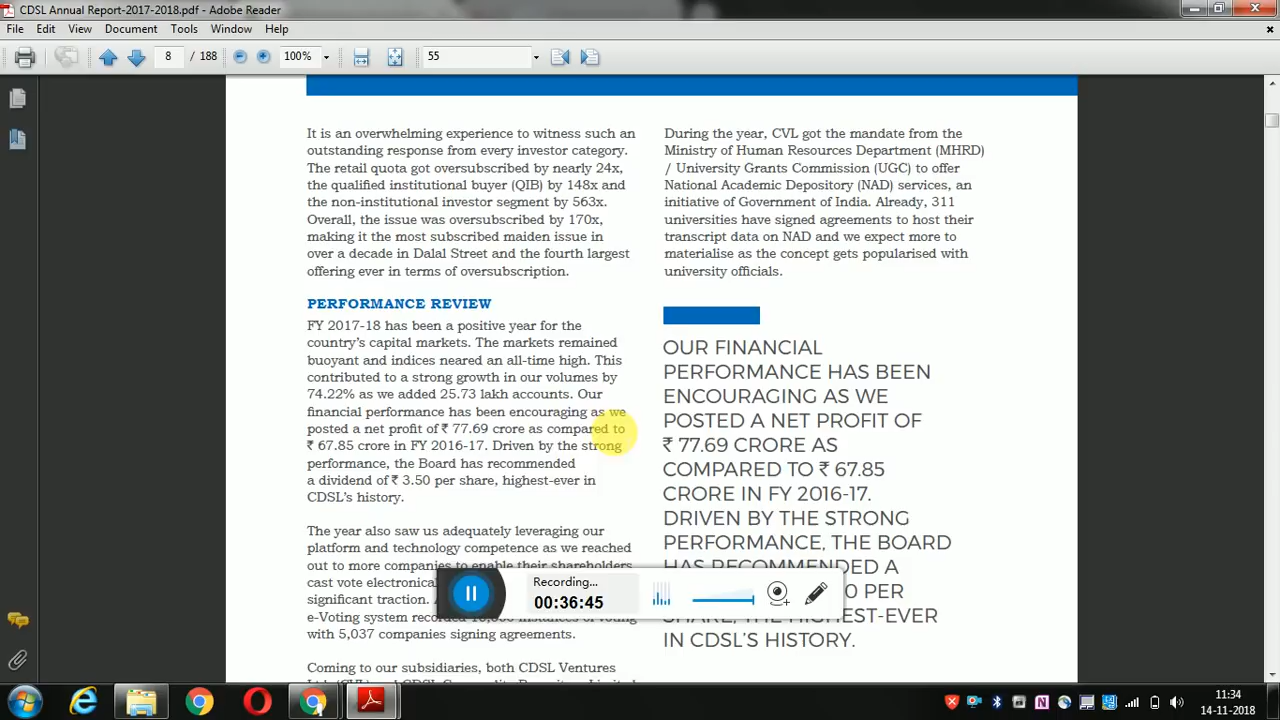 CDSL Annual Report-2017-2018.pdf - Adobe Reader
File Edit View Document Tools Window Help
8 / 188 100% 55
It is an overwhelming experience to witness such an
outstanding response from every investor category.
The retail quota got oversubscribed by nearly 24x,
the qualified institutional buyer (QIB) by 148x and
the non-institutional investor segment by 563x.
Overall, the issue was oversubscribed by 170x,
making it the most subscribed maiden issue in
over a decade in Dalal Street and the fourth largest
offering ever in terms of oversubscription.
PERFORMANCE REVIEW
FY 2017-18 has been a positive year for the
country's capital markets. The markets remained
buoyant and indices neared an all-time high. This
contributed to a strong growth in our volumes by
74.22% as we added 25.73 lakh accounts. Our
financial performance has been encouraging as we
posted a net profit of ₹ 77.69 crore as compared to
₹ 67.85 crore in FY 2016-17. Driven by the strong
performance, the Board has recommended
a dividend of ₹ 3.50 per share, highest-ever in
CDSL's history.
The year also saw us adequately leveraging our
platform and technology competence as we reached
out to more companies to enable their shareholders
cast vote electronical
significant traction.
e-Voting system recorded instances of voting
with 5,037 companies signing agreements.
Coming to our subsidiaries, both CDSL Ventures
During the year, CVL got the mandate from the
Ministry of Human Resources Department (MHRD)
/ University Grants Commission (UGC) to offer
National Academic Depository (NAD) services, an
initiative of Government of India. Already, 311
universities have signed agreements to host their
transcript data on NAD and we expect more to
materialise as the concept gets popularised with
university officials.
OUR FINANCIAL
PERFORMANCE HAS BEEN
ENCOURAGING AS WE
POSTED A NET PROFIT OF
₹ 77.69 CRORE AS
COMPARED TO ₹ 67.85
CRORE IN FY 2016-17.
DRIVEN BY THE STRONG
PERFORMANCE, THE BOARD
HAS RECOMMENDED A
0 PER
SHARE, HIGHEST-EVER
IN CDSL'S HISTORY.
Recording...
00:36:45
11:34
14-11-2018